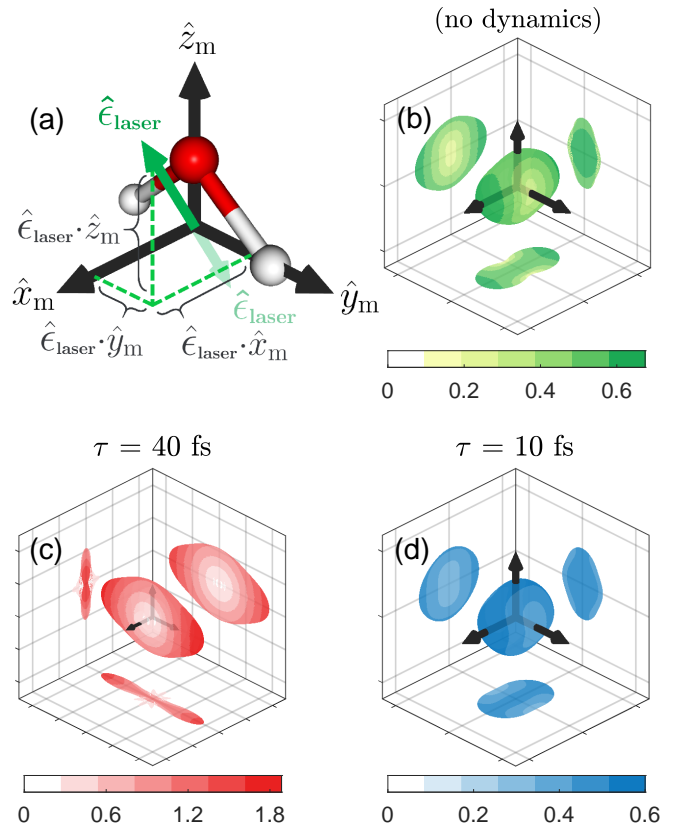 (no dynamics)
ẑₘ
(a)
ϵ̂laser
(b)
ϵ̂laser·ẑₘ
x̂ₘ
ϵ̂laser
ŷₘ
ϵ̂laser·ŷₘ
ϵ̂laser·x̂ₘ
0 0.2 0.4 0.6
τ = 40 fs
τ = 10 fs
(c)
(d)
0 0.6 1.2 1.8
0 0.2 0.4 0.6